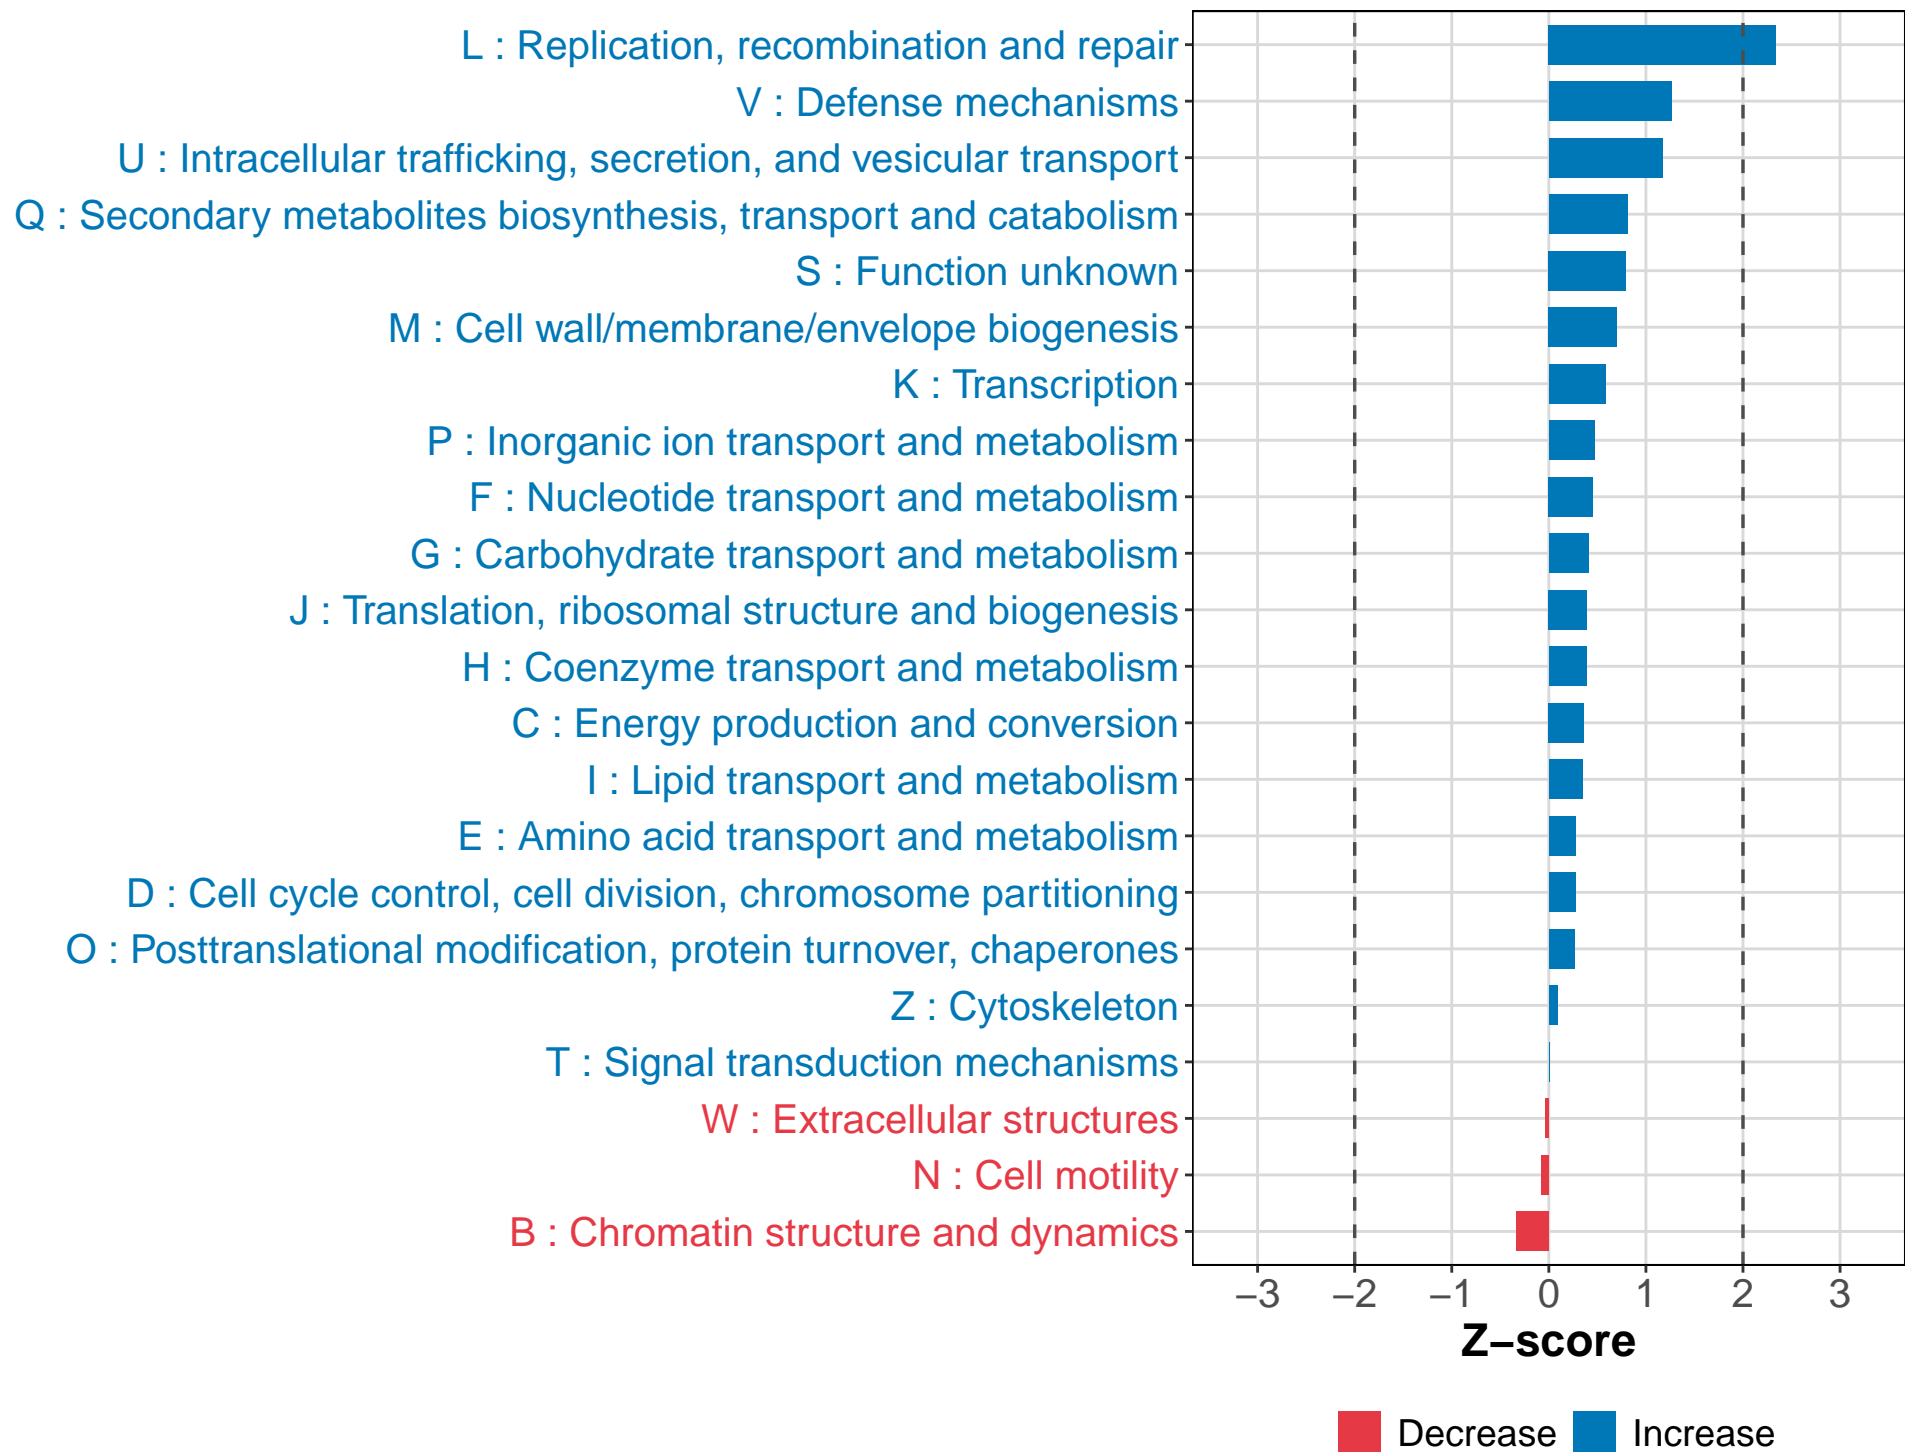 L : Replication, recombination and repair
V : Defense mechanisms
U : Intracellular trafficking, secretion, and vesicular transport
Q : Secondary metabolites biosynthesis, transport and catabolism
S : Function unknown
M : Cell wall/membrane/envelope biogenesis
K : Transcription
P : Inorganic ion transport and metabolism
F : Nucleotide transport and metabolism
G : Carbohydrate transport and metabolism
J : Translation, ribosomal structure and biogenesis
H : Coenzyme transport and metabolism
C : Energy production and conversion
I : Lipid transport and metabolism
E : Amino acid transport and metabolism
D : Cell cycle control, cell division, chromosome partitioning
O : Posttranslational modification, protein turnover, chaperones
Z : Cytoskeleton
T : Signal transduction mechanisms
W : Extracellular structures
N : Cell motility
B : Chromatin structure and dynamics
−3 −2 −1 0 1 2 3
Z−score
Decrease Increase